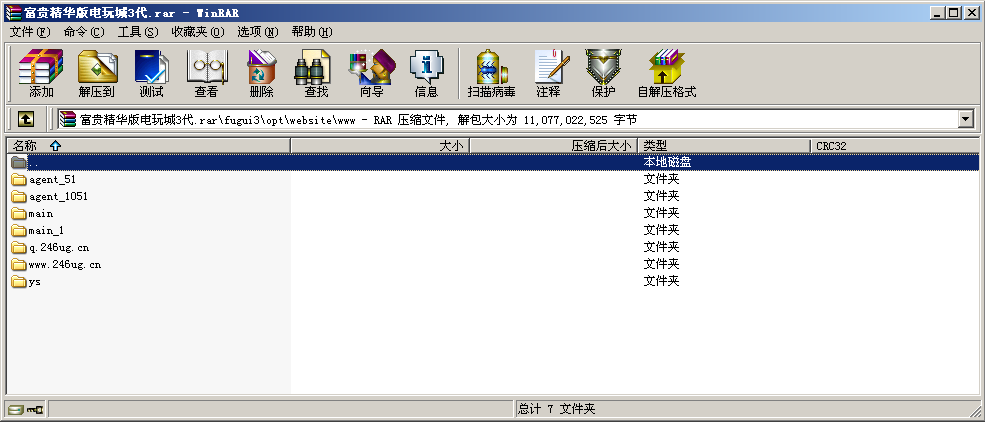 富贵精华版电玩城3代.rar - WinRAR
文件(F) 命令(C) 工具(S) 收藏夹(O) 选项(N) 帮助(H)
添加 解压到 测试 查看 删除 查找 向导 信息 扫描病毒 注释 保护 自解压格式
富贵精华版电玩城3代.rar\fugui3\opt\website\www - RAR 压缩文件, 解包大小为 11,077,022,525 字节
名称 大小 压缩后大小 类型 CRC32
.. 本地磁盘
agent_51 文件夹
agent_1051 文件夹
main 文件夹
main_1 文件夹
q.246ug.cn 文件夹
www.246ug.cn 文件夹
ys 文件夹
总计 7 文件夹